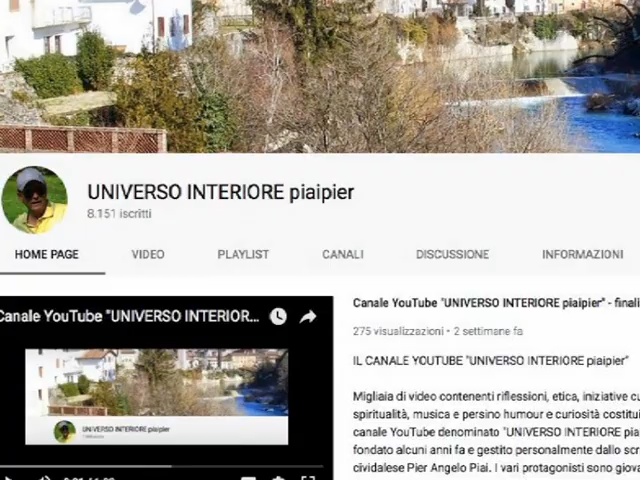 UNIVERSO INTERIORE piaipier
8.151 iscritti
HOME PAGE VIDEO PLAYLIST CANALI DISCUSSIONE INFORMAZIONI
Canale YouTube "UNIVERSO INTERIOR...
UNIVERSO INTERIORE piaipier
Canale YouTube "UNIVERSO INTERIORE piaipier" - finali
275 visualizzazioni • 2 settimane fa
IL CANALE YOUTUBE "UNIVERSO INTERIORE piaipier"
Migliaia di video contenenti riflessioni, etica, iniziative cu
spiritualità, musica e persino humour e curiosità costitui
canale YouTube denominato "UNIVERSO INTERIORE piai
fondato alcuni anni fa e gestito personalmente dallo scr
cividalese Pier Angelo Piai. I vari protagonisti sono giova